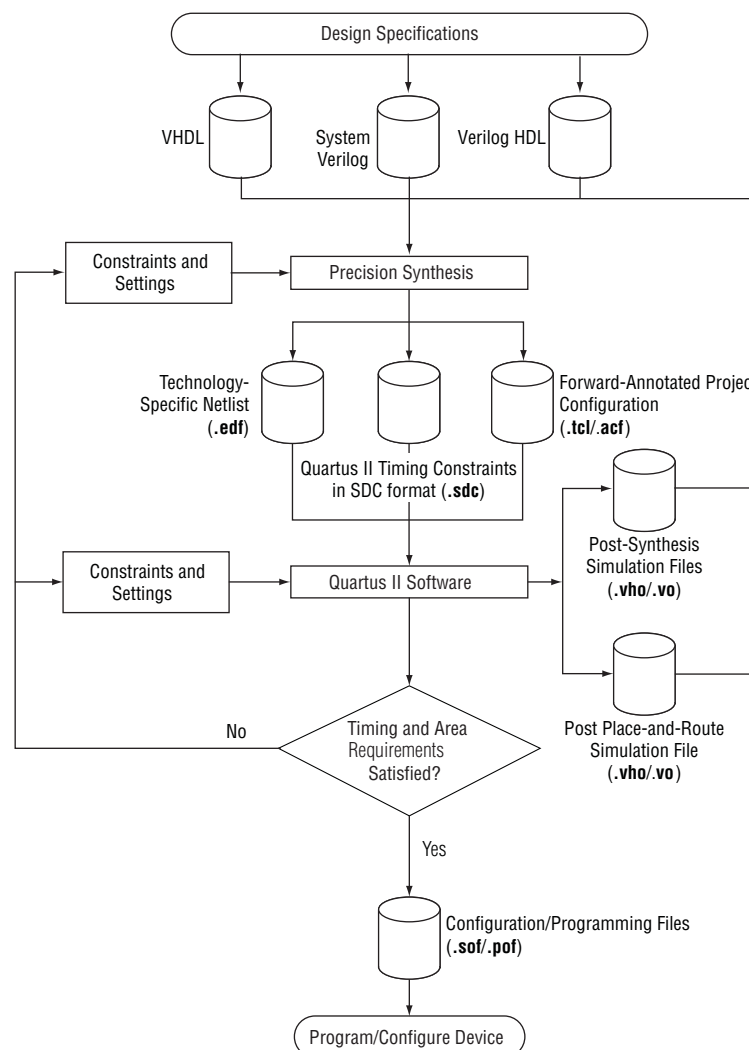 Design Specifications
VHDL
System
Verilog
Verilog HDL
Constraints and
Settings
Precision Synthesis
Technology-
Specific Netlist
(.edf)
Forward-Annotated Projec
Configuration
(.tcl/.acf)
Quartus II Timing Constraints
in SDC format (.sdc)
Post-Synthesis
Simulation Files
(.vho/.vo)
Constraints and
Settings
Quartus II Software
No
Timing and Area
Requirements
Satisfied?
Post Place-and-Route
Simulation File
(.vho/.vo)
Yes
Configuration/Programming Files
(.sof/.pof)
Program/Configure Device